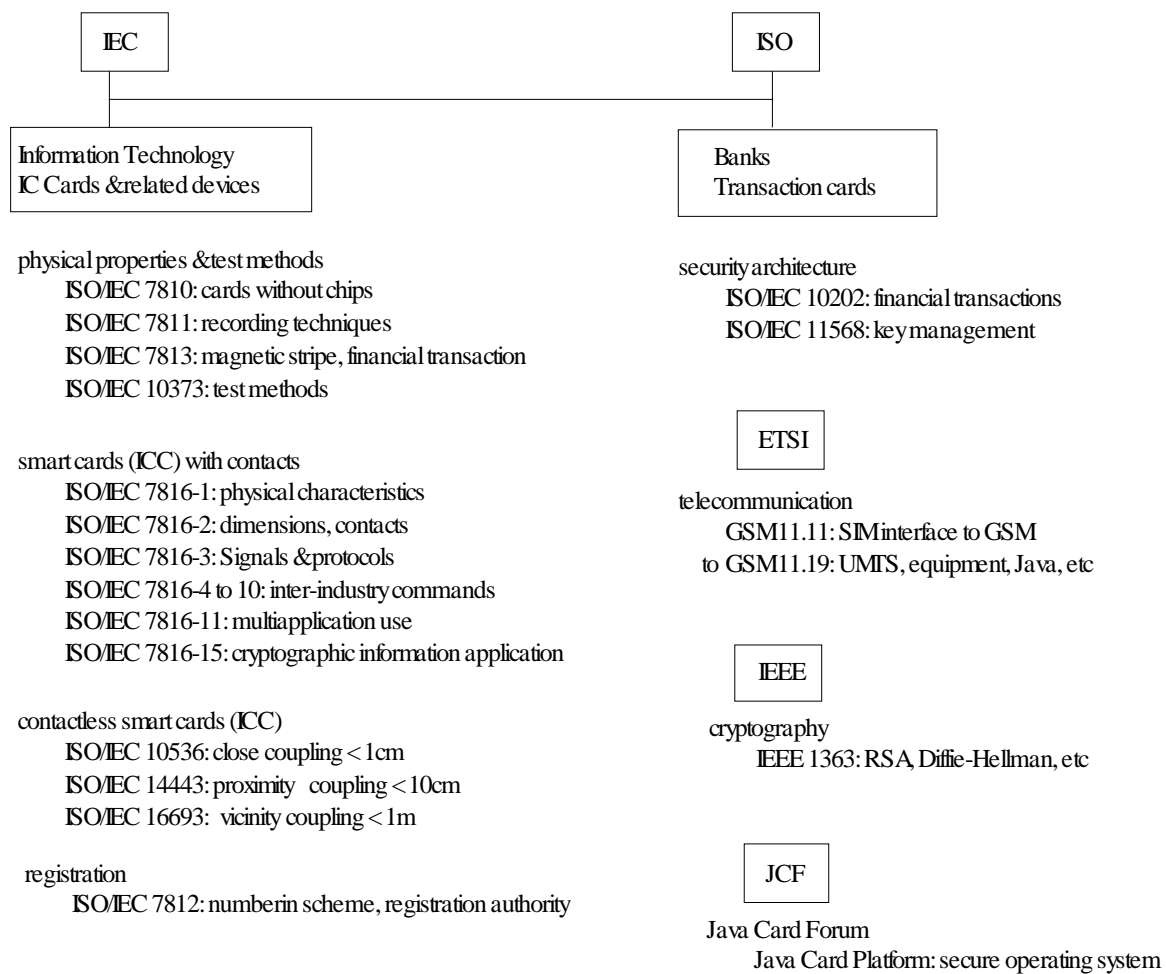 IEC
ISO
Information Technology
IC Cards & related devices
Banks
Transaction cards
physical properties & test methods
ISO/IEC 7810: cards without chips
ISO/IEC 7811: recording techniques
ISO/IEC 7813: magnetic stripe, financial transaction
ISO/IEC 10373: test methods
smart cards (ICC) with contacts
ISO/IEC 7816-1: physical characteristics
ISO/IEC 7816-2: dimensions, contacts
ISO/IEC 7816-3: Signals & protocols
ISO/IEC 7816-4 to 10: inter-industry commands
ISO/IEC 7816-11: multiapplication use
ISO/IEC 7816-15: cryptographic information application
contactless smart cards (ICC)
ISO/IEC 10536: close coupling < 1cm
ISO/IEC 14443: proximity coupling < 10cm
ISO/IEC 16693: vicinity coupling < 1m
registration
ISO/IEC 7812: numberin scheme, registration authority
security architecture
ISO/IEC 10202: financial transactions
ISO/IEC 11568: key management
ETSI
telecommunication
GSM11.11: SIM interface to GSM
to GSM11.19: UMTS, equipment, Java, etc
IEEE
cryptography
IEEE 1363: RSA, Diffie-Hellman, etc
JCF
Java Card Forum
Java Card Platform: secure operating system